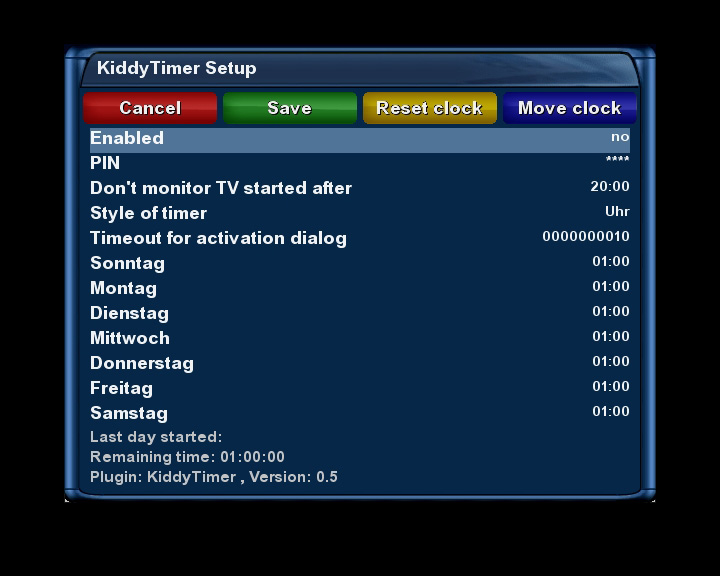 KiddyTimer Setup
Cancel Save Reset clock Move clock
Enabled no
PIN ****
Don't monitor TV started after 20:00
Style of timer Uhr
Timeout for activation dialog 0000000010
Sonntag 01:00
Montag 01:00
Dienstag 01:00
Mittwoch 01:00
Donnerstag 01:00
Freitag 01:00
Samstag 01:00
Last day started:
Remaining time: 01:00:00
Plugin: KiddyTimer , Version: 0.5